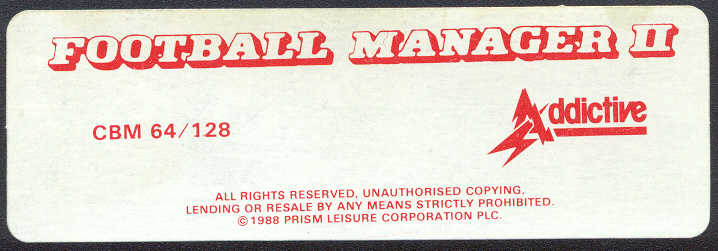 FOOTBALL MANAGER II
CBM 64/128
Addictive
ALL RIGHTS RESERVED, UNAUTHORISED COPYING,
LENDING OR RESALE BY ANY MEANS STRICTLY PROHIBITED.
© 1988 PRISM LEISURE CORPORATION PLC.